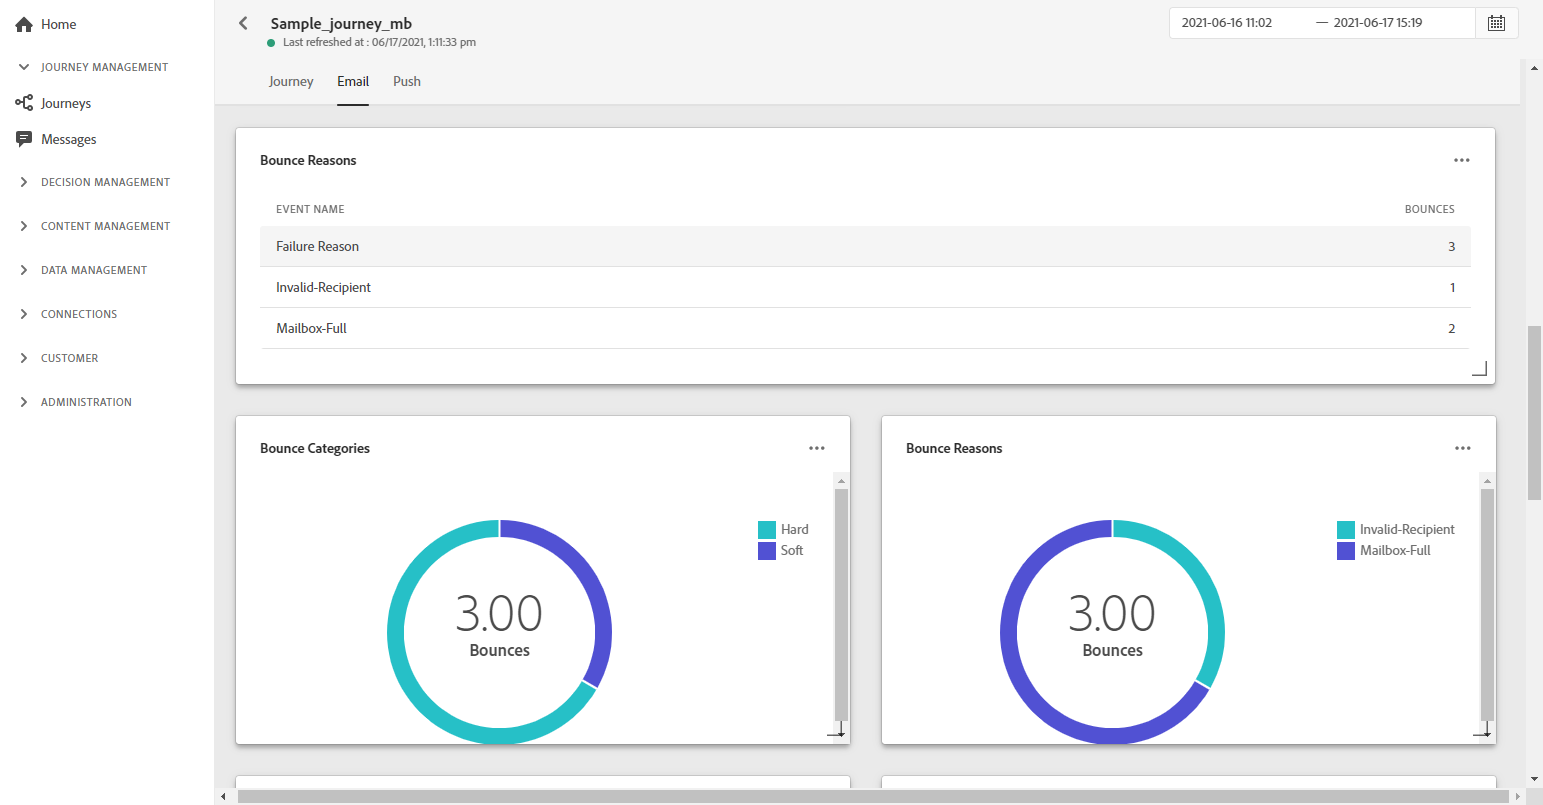 Home
JOURNEY MANAGEMENT
Journeys
Messages
DECISION MANAGEMENT
CONTENT MANAGEMENT
DATA MANAGEMENT
CONNECTIONS
CUSTOMER
ADMINISTRATION
Sample_journey_mb
Last refreshed at : 06/17/2021, 1:11:33 pm
2021-06-16 11:02 — 2021-06-17 15:19
Journey Email Push
Bounce Reasons
EVENT NAME BOUNCES
Failure Reason 3
Invalid-Recipient 1
Mailbox-Full 2
Bounce Categories
Hard
Soft
3.00
Bounces
Bounce Reasons
Invalid-Recipient
Mailbox-Full
3.00
Bounces